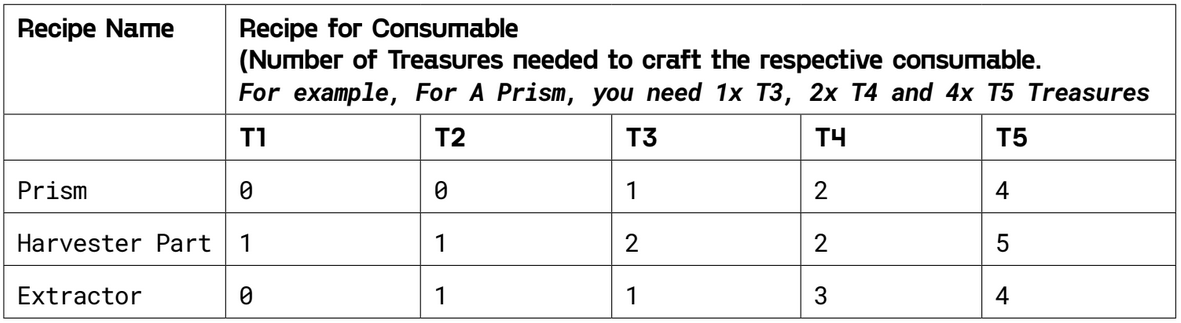 Recipe Name
Recipe for Consumable
(Number of Treasures needed to craft the respective consumable.
For example, For A Prism, you need 1x T3, 2x T4 and 4x T5 Treasures
T1 T2 T3 T4 T5
Prism 0 0 1 2 4
Harvester Part 1 1 2 2 5
Extractor 0 1 1 3 4